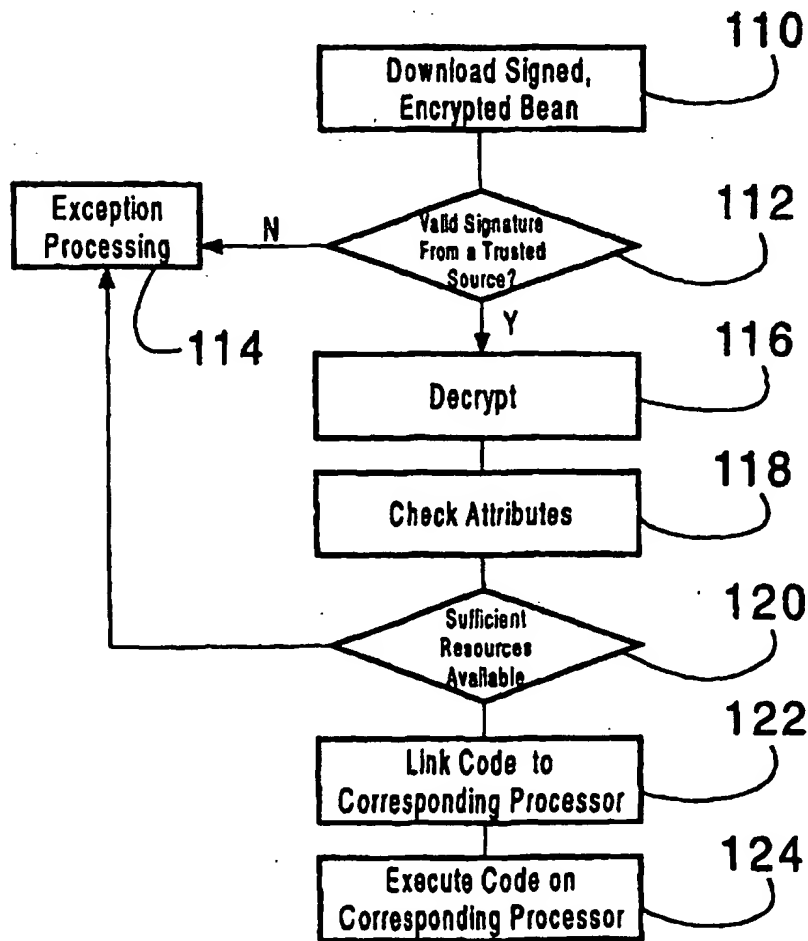 110
Download Signed,
Encrypted Bean
Exception
Processing
N
Valid Signature
From a Trusted
Source?
112
114
Y
116
Decrypt
118
Check Attributes
120
Sufficient
Resources
Available
122
Link Code to
Corresponding Processor
124
Execute Code on
Corresponding Processor